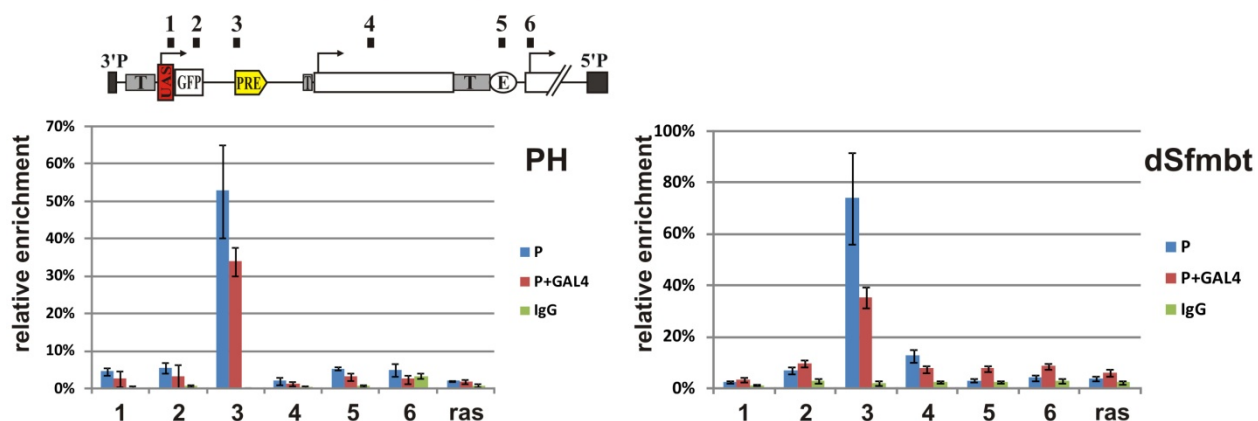 1 2 3 4 5 6
3'P 5'P
T UAS GFP PRE T T E
PH
relative enrichment
70%
60%
50%
40%
30%
20%
10%
0%
1 2 3 4 5 6 ras
P
P+GAL4
IgG
dSfmbt
relative enrichment
100%
80%
60%
40%
20%
0%
1 2 3 4 5 6 ras
P
P+GAL4
IgG